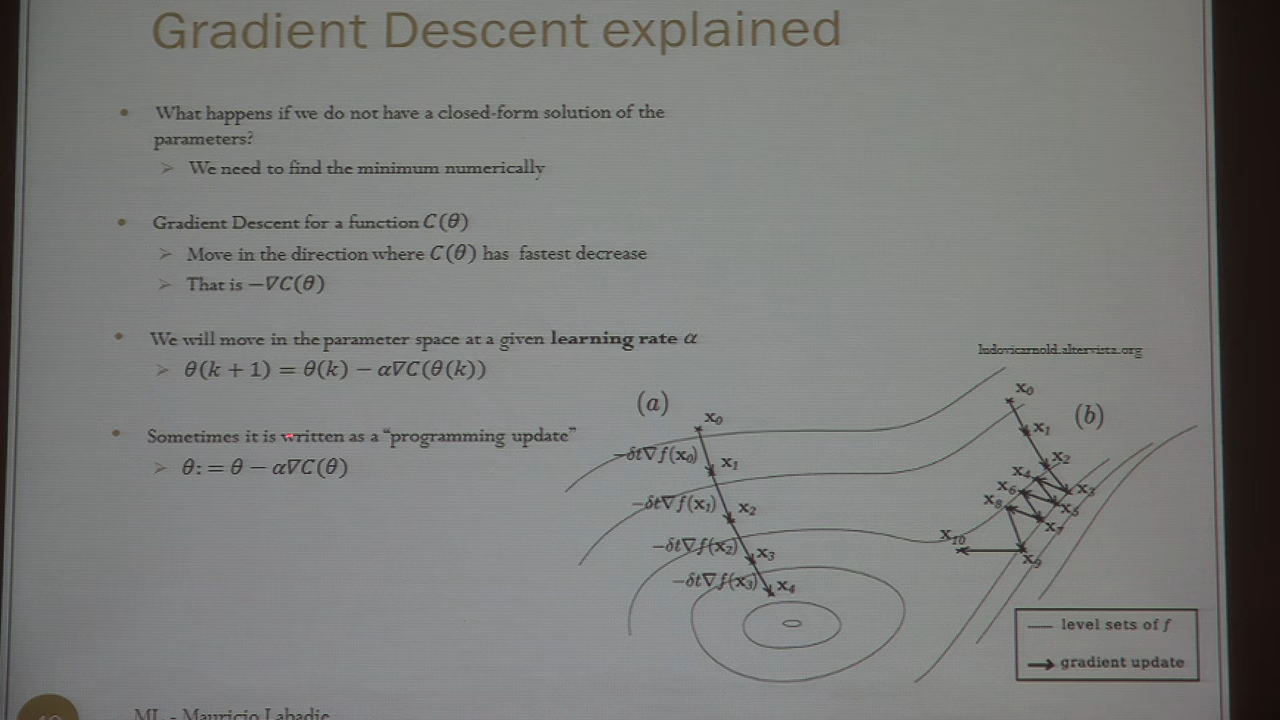 Gradient Descent explained
• What happens if we do not have a closed-form solution of the
parameters?
➢ We need to find the minimum numerically
• Gradient Descent for a function C(θ)
➢ Move in the direction where C(θ) has fastest decrease
➢ That is −∇C(θ)
• We will move in the parameter space at a given learning rate α
➢ θ(k + 1) = θ(k) − α∇C(θ(k))
• Sometimes it is written as a “programming update”
➢ θ: = θ − α∇C(θ)
ludovicarnold.altervista.org
(a)
x₀
−δt∇f(x₀)
x₁
−δt∇f(x₁)
x₂
−δt∇f(x₂)
x₃
−δt∇f(x₃)
x₄
(b)
x₀
x₁
x₂
x₄
x₃
x₆
x₅
x₈
x₇
x₁₀
x₉
level sets of f
gradient update
ML - Mauricio Labadie